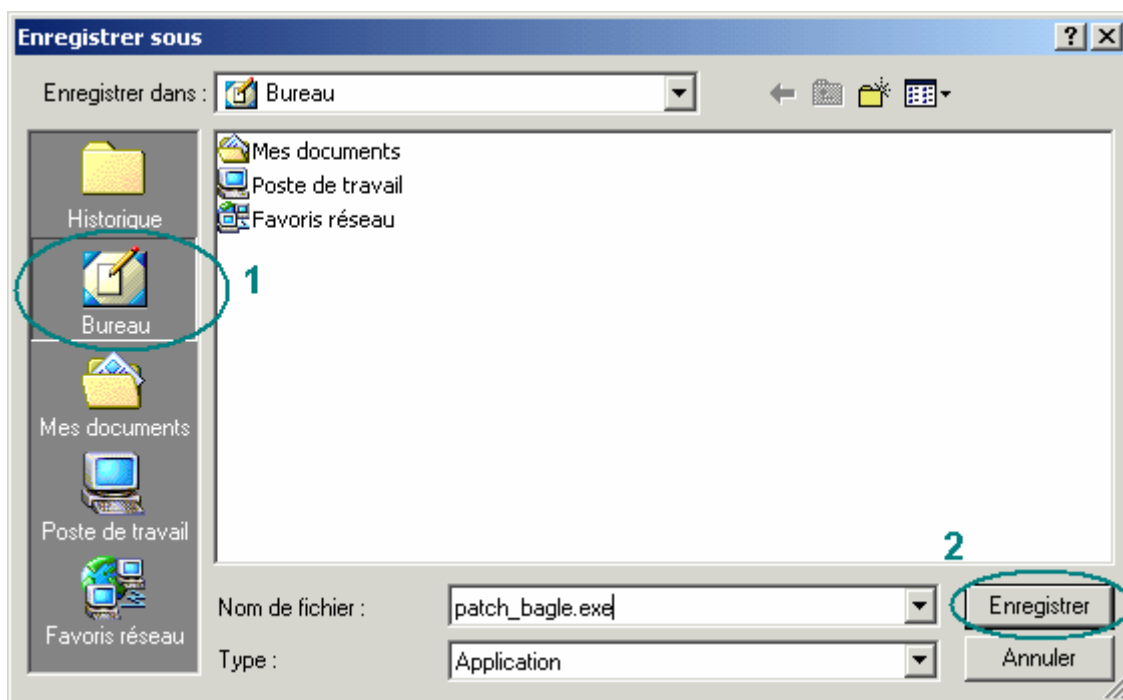 Enregistrer sous
Enregistrer dans : Bureau
Historique
Bureau
Mes documents
Poste de travail
Favoris réseau
1
Mes documents
Poste de travail
Favoris réseau
2
Nom de fichier : patch_bagle.exe Enregistrer
Type : Application Annuler